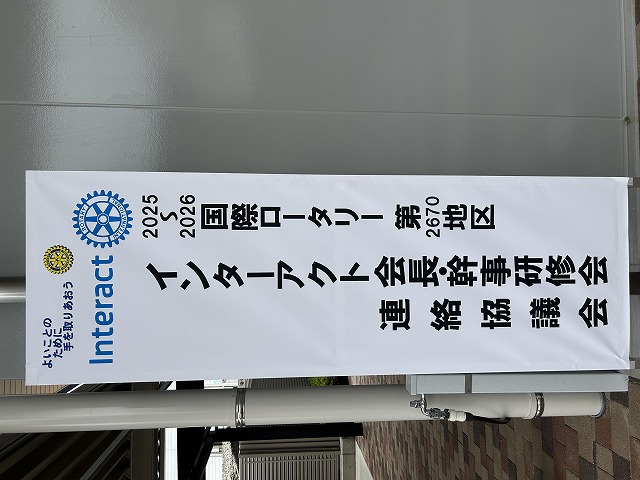 よいことの
ために
手を取りあおう
Interact
2025
〜
2026
国際ロータリー 第2670地区
インターアクト会長・幹事研修会
連絡協議会